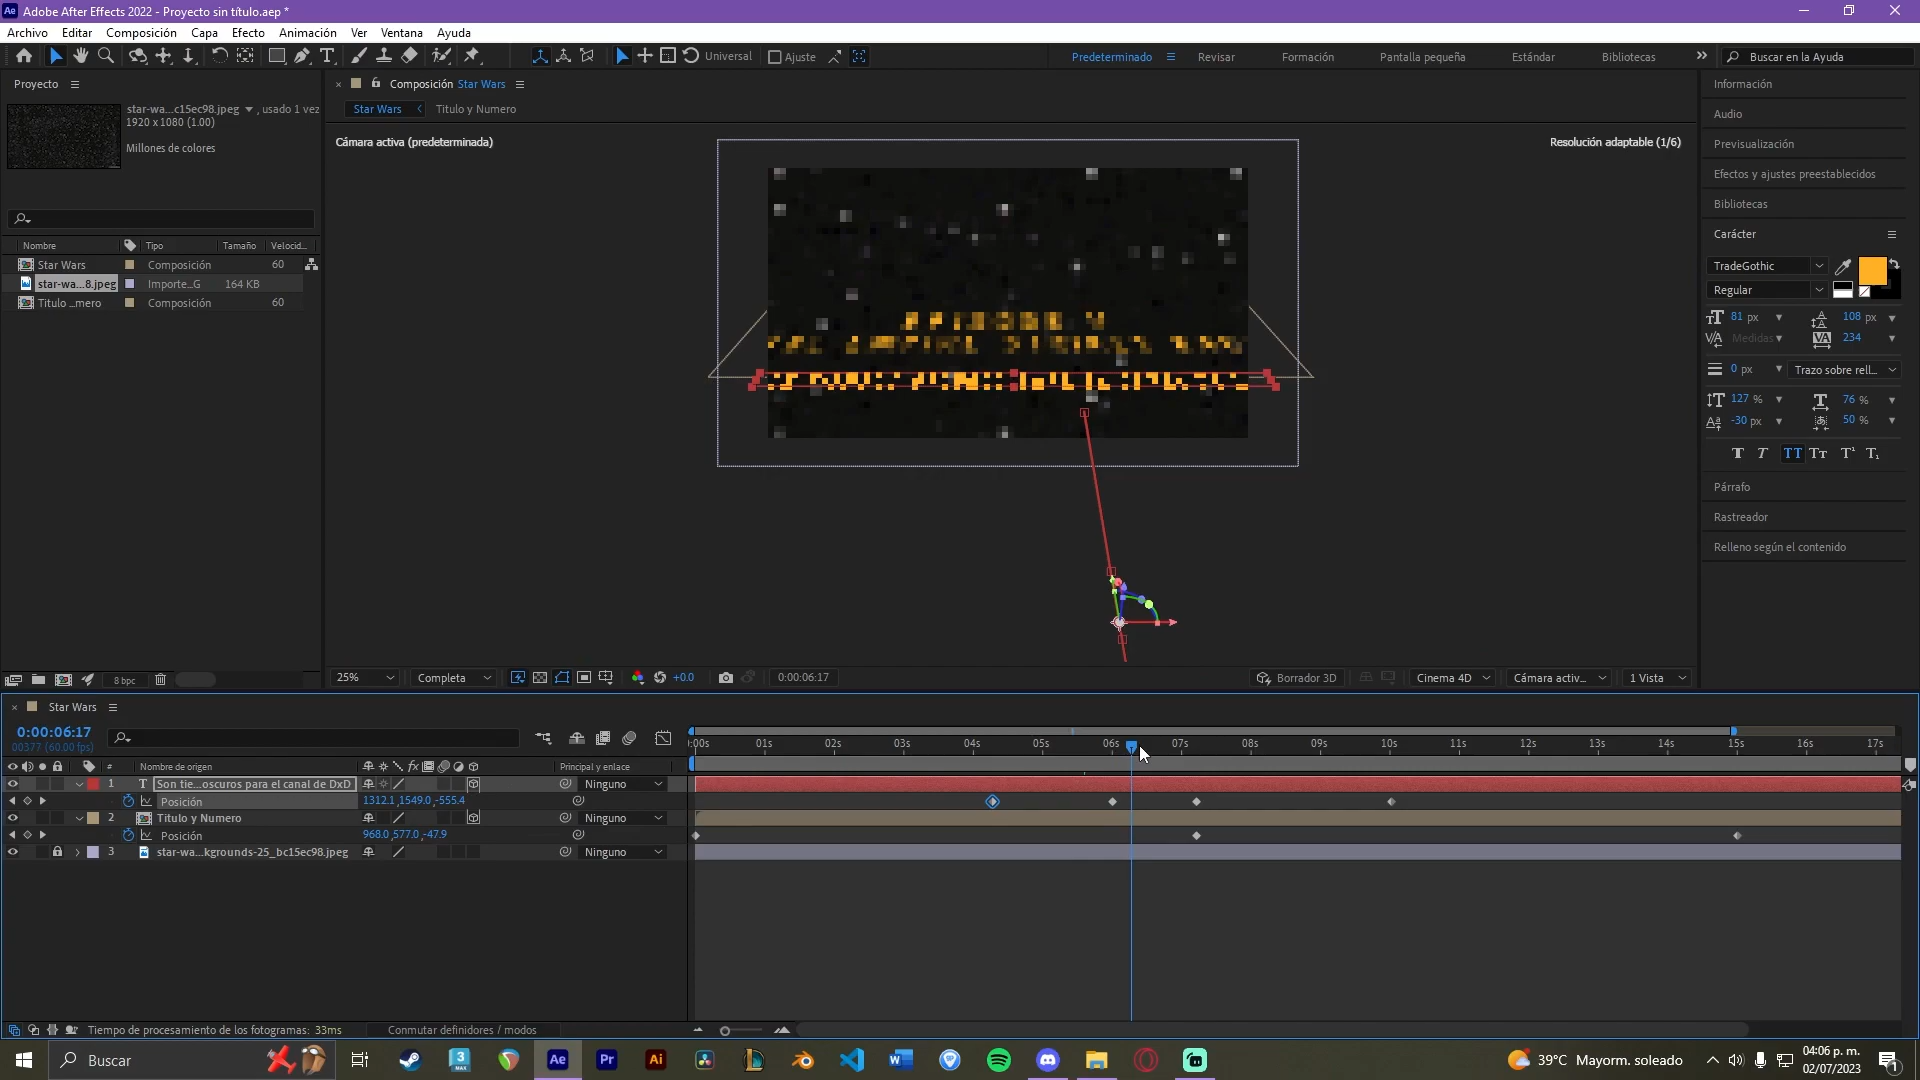 Adobe After Effects 2022 - Proyecto sin título.aep *
Archivo Editar Composición Capa Efecto Animación Ver Ventana Ayuda
Universal Ajuste Predeterminado Revisar Formación Pantalla pequeña Estándar Bibliotecas Buscar en la Ayuda
Proyecto
star-wa...c15ec98.jpeg , usado 1 vez
1920 x 1080 (1.00)
Millones de colores
Nombre Tipo Tamaño Velocid...
Star Wars Composición 60
star-wa...8.jpeg Importe..G 164 KB
Titulo ...mero Composición 60
8 bpc
Composición Star Wars
Star Wars Titulo y Numero
Cámara activa (predeterminada)
Resolución adaptable (1/6)
25% Completa +0.0 0:00:06:17 Borrador 3D Cinema 4D Cámara activ... 1 Vista
Información
Audio
Previsualización
Efectos y ajustes preestablecidos
Bibliotecas
Carácter
TradeGothic
Regular
81 px 108 px
Medidas 234
0 px Trazo sobre rell...
127 % 76 %
-30 px 50 %
Párrafo
Rastreador
Relleno según el contenido
Star Wars
0:00:06:17
00377 (60.00 fps)
:00s 01s 02s 03s 04s 05s 06s 07s 08s 09s 10s 11s 12s 13s 14s 15s 16s 17s
# Nombre de origen fx Principal y enlace
1 T Son tie...oscuros para el canal de DxD Ninguno
Posición 1312.1,1549.0,-555.4
2 Titulo y Numero Ninguno
Posición 968.0,577.0,-47.9
3 star-wa...kgrounds-25_bc15ec98.jpeg Ninguno
Tiempo de procesamiento de los fotogramas: 33ms Conmutar definidores / modos
Buscar
39°C Mayorm. soleado
04:06 p. m.
02/07/2023